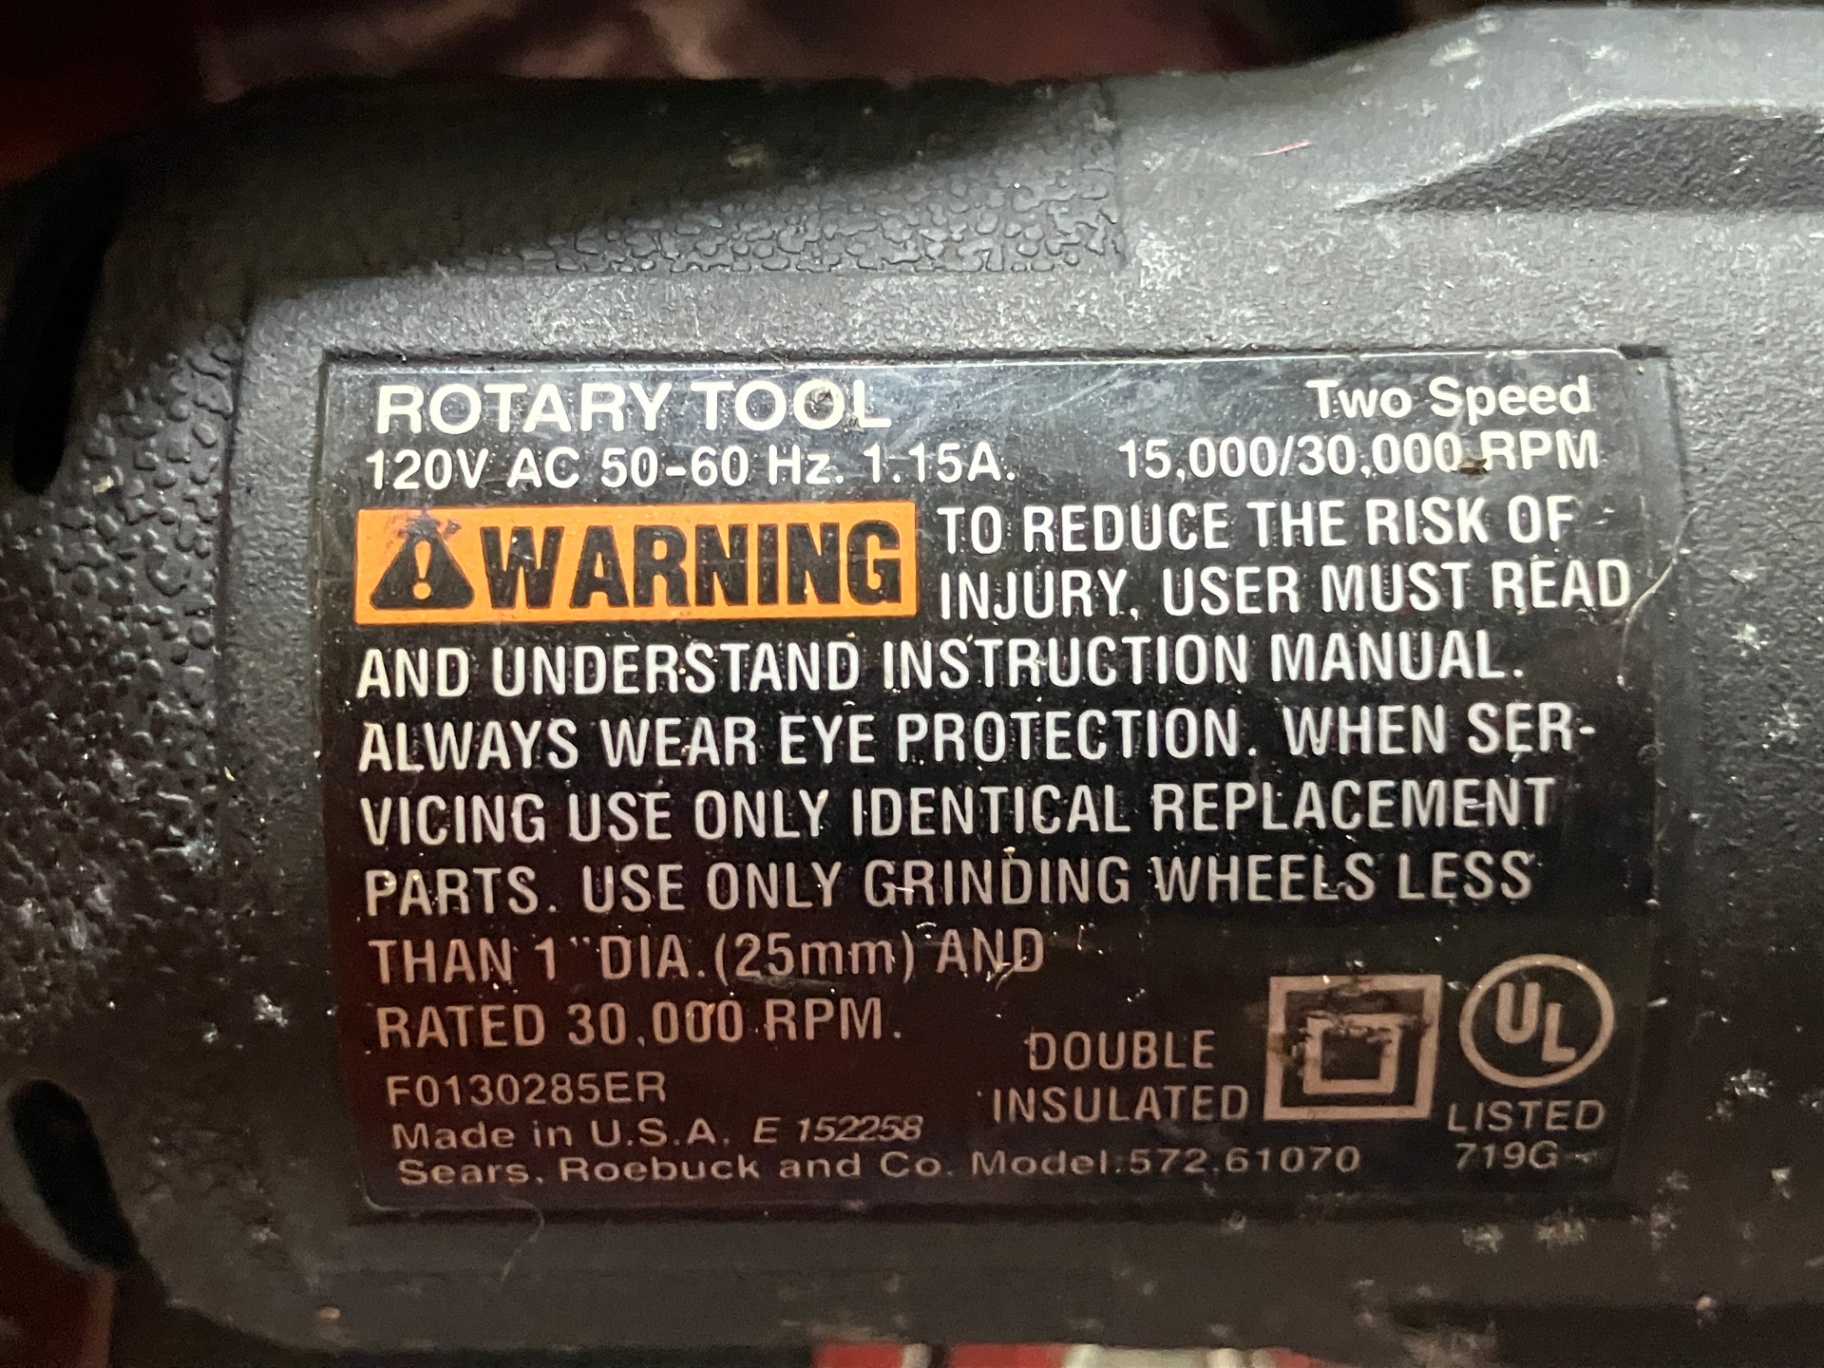 ROTARY TOOL Two Speed
120V AC 50-60 Hz. 1.15A. 15,000/30,000 RPM
WARNING TO REDUCE THE RISK OF
INJURY, USER MUST READ
AND UNDERSTAND INSTRUCTION MANUAL.
ALWAYS WEAR EYE PROTECTION. WHEN SER-
VICING USE ONLY IDENTICAL REPLACEMENT
PARTS. USE ONLY GRINDING WHEELS LESS
THAN 1" DIA. (25mm) AND
RATED 30,000 RPM.
DOUBLE
INSULATED
UL
LISTED
719G
F0130285ER
Made in U.S.A. E 152258
Sears, Roebuck and Co. Model.572.61070